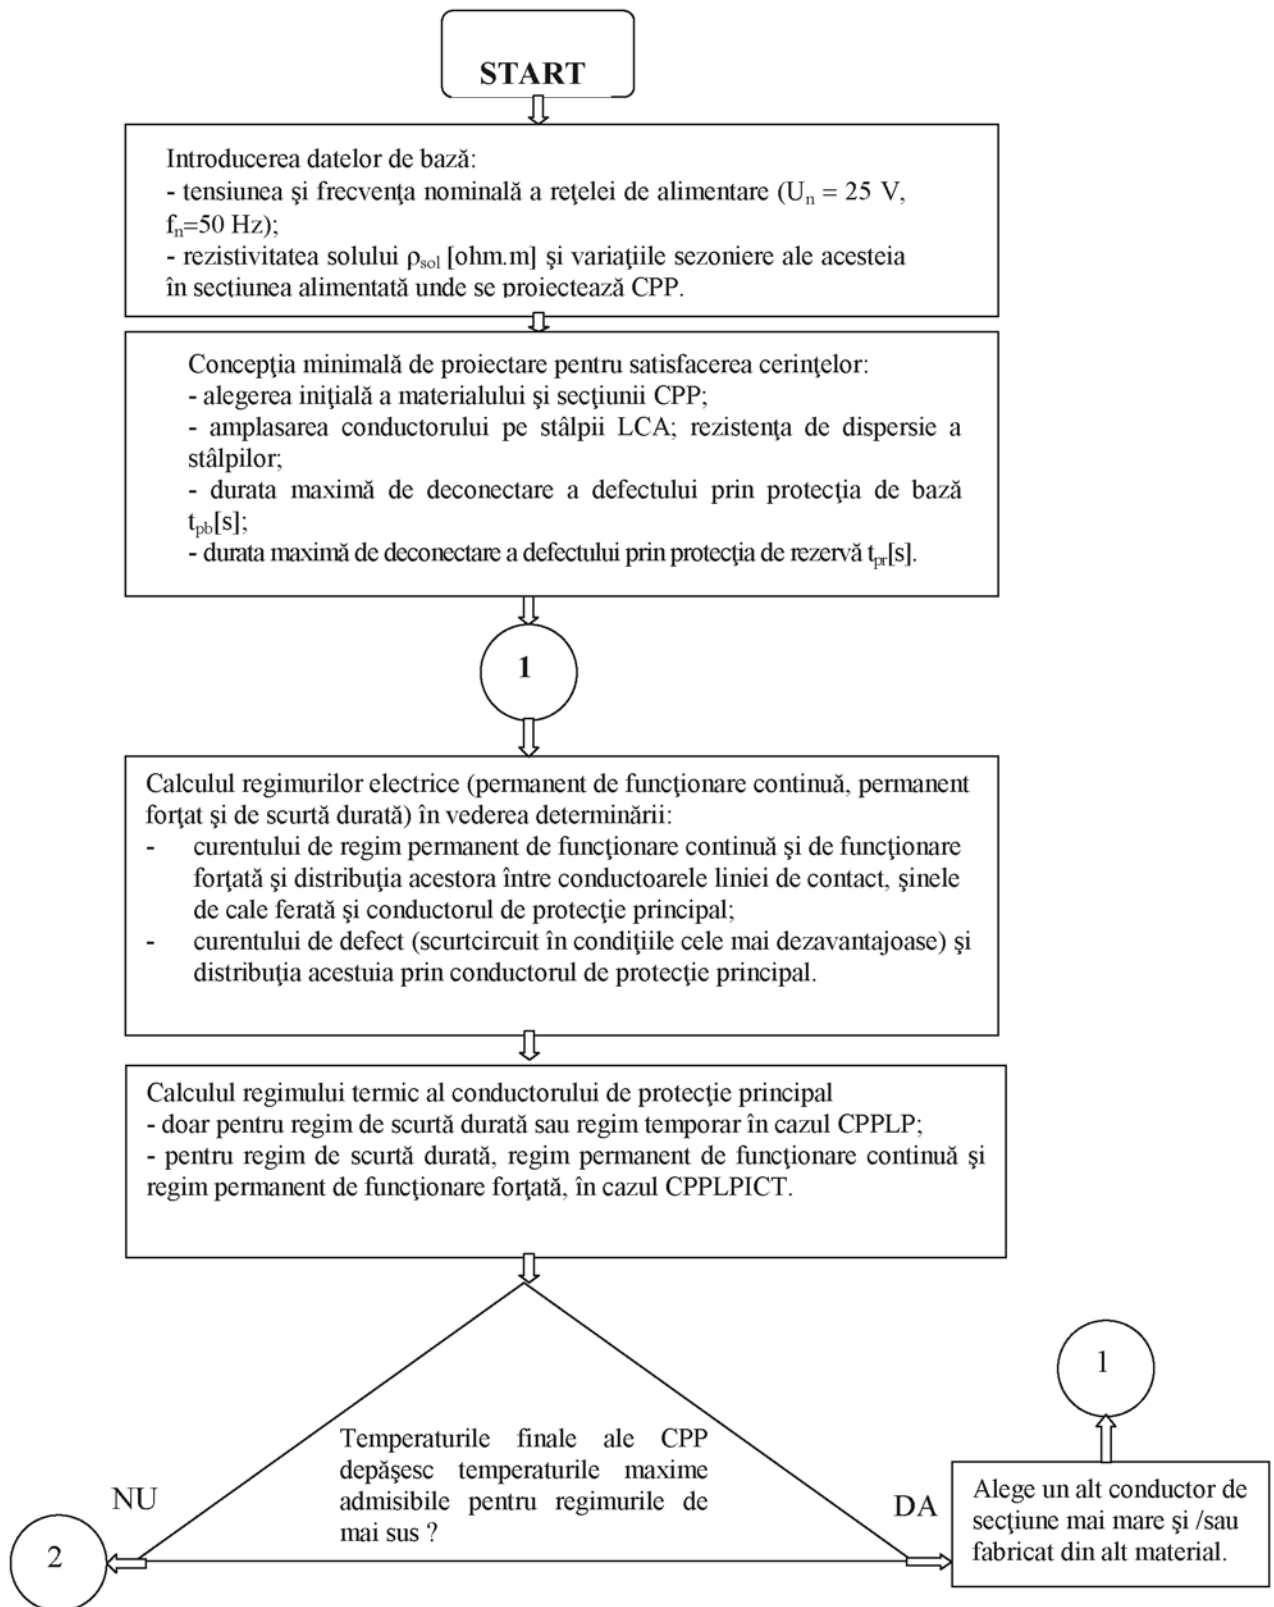 START
Introducerea datelor de bază:
- tensiunea şi frecvenţa nominală a reţelei de alimentare (Un = 25 V,
fn=50 Hz);
- rezistivitatea solului ρsol [ohm.m] şi variaţiile sezoniere ale acesteia
în sectiunea alimentată unde se proiectează CPP.
Concepţia minimală de proiectare pentru satisfacerea cerinţelor:
- alegerea iniţială a materialului şi secţiunii CPP;
- amplasarea conductorului pe stâlpii LCA; rezistenţa de dispersie a
stâlpilor;
- durata maximă de deconectare a defectului prin protecţia de bază
tpb[s];
- durata maximă de deconectare a defectului prin protecţia de rezervă tpr[s].
1
Calculul regimurilor electrice (permanent de funcţionare continuă, permanent
forţat şi de scurtă durată) în vederea determinării:
- curentului de regim permanent de funcţionare continuă şi de funcţionare
forţată şi distribuţia acestora între conductoarele liniei de contact, şinele
de cale ferată şi conductorul de protecţie principal;
- curentului de defect (scurtcircuit în condiţiile cele mai dezavantajoase) şi
distribuţia acestuia prin conductorul de protecţie principal.
Calculul regimului termic al conductorului de protecţie principal
- doar pentru regim de scurtă durată sau regim temporar în cazul CPPLP;
- pentru regim de scurtă durată, regim permanent de funcţionare continuă şi
regim permanent de funcţionare forţată, în cazul CPPLPICT.
Temperaturile finale ale CPP
depăşesc temperaturile maxime
admisibile pentru regimurile de
mai sus ?
NU
2
DA
Alege un alt conductor de
secţiune mai mare şi /sau
fabricat din alt material.
1